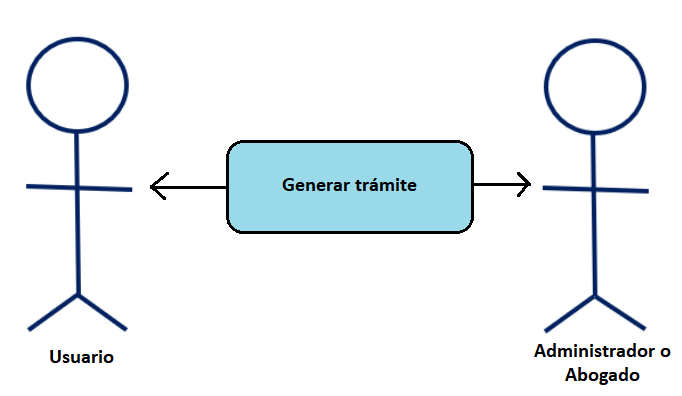 Generar trámite
Usuario
Administrador o
Abogado